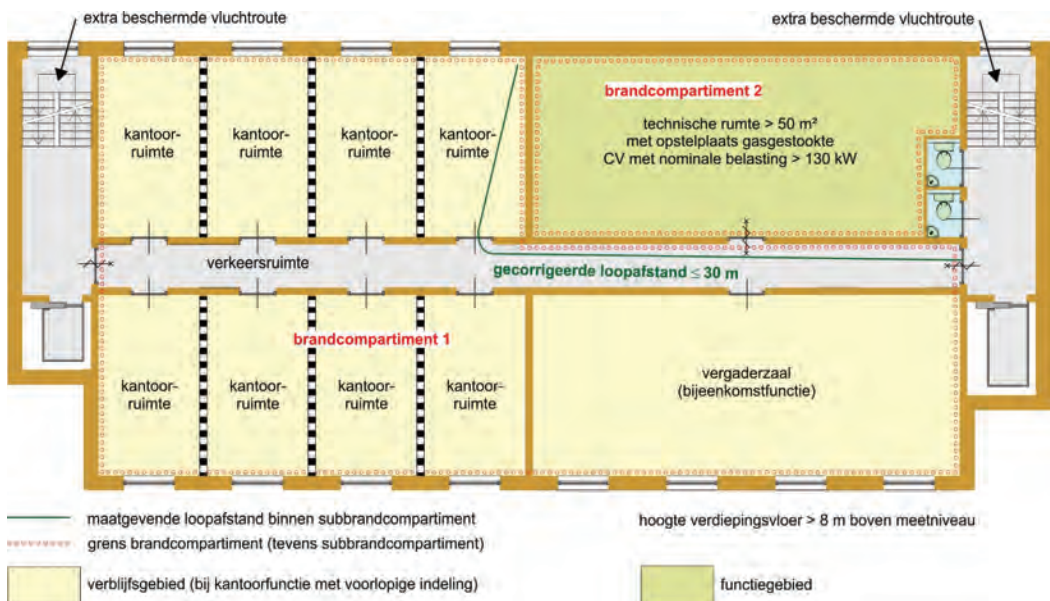 extra beschermde vluchtroute
extra beschermde vluchtroute
kantoor-
ruimte
kantoor-
ruimte
kantoor-
ruimte
kantoor-
ruimte
brandcompartiment 2
technische rumte > 50 m²
met opstelplaats gasgestookte
CV met nominale belasting > 130 kW
verkeersruimte
gecorrigeerde loopafstand ≤ 30 m
brandcompartiment 1
kantoor-
ruimte
kantoor-
ruimte
kantoor-
ruimte
kantoor-
ruimte
vergaderzaal
(bijeenkomstfunctie)
maatgevende loopafstand binnen subbrandcompartiment
hoogte verdiepingsvloer > 8 m boven meetniveau
grens brandcompartiment (tevens subbrandcompartiment)
verblijfsgebied (bij kantoorfunctie met voorlopige indeling)
functiegebied